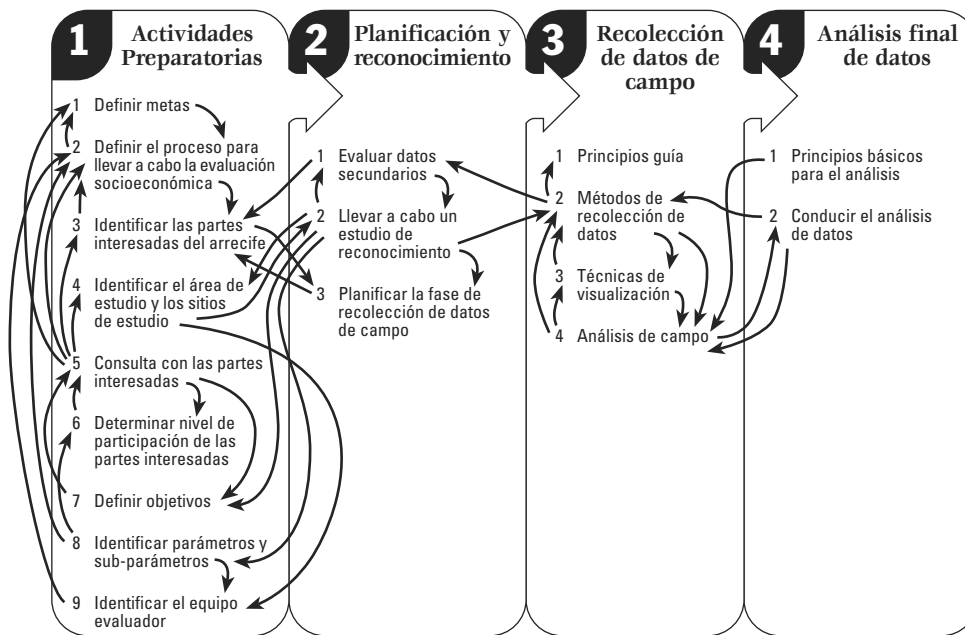 1
Actividades
Preparatorias
1 Definir metas
2 Definir el proceso para
llevar a cabo la evaluación
socioeconómica
3 Identificar las partes
interesadas del arrecife
4 Identificar el área de
estudio y los sitios
de estudio
5 Consulta con las partes
interesadas
6 Determinar nivel de
participación de las
partes interesadas
7 Definir objetivos
8 Identificar parámetros y
sub-parámetros
9 Identificar el equipo
evaluador
2
Planificación y
reconocimiento
1 Evaluar datos
secundarios
2 Llevar a cabo un
estudio de
reconocimiento
3 Planificar la fase de
recolección de datos
de campo
3
Recolección
de datos de
campo
1 Principios guía
2 Métodos de
recolección de
datos
3 Técnicas de
visualización
4 Análisis de campo
4
Análisis final
de datos
1 Principios básicos
para el análisis
2 Conducir el análisis
de datos